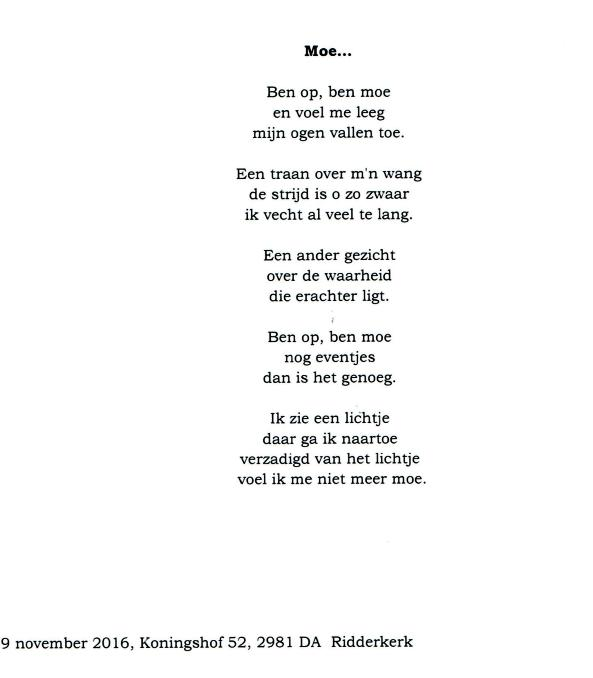 Moe...
Ben op, ben moe
en voel me leeg
mijn ogen vallen toe.
Een traan over m'n wang
de strijd is o zo zwaar
ik vecht al veel te lang.
Een ander gezicht
over de waarheid
die erachter ligt.
Ben op, ben moe
nog eventjes
dan is het genoeg.
Ik zie een lichtje
daar ga ik naartoe
verzadigd van het lichtje
voel ik me niet meer moe.
9 november 2016, Koningshof 52, 2981 DA Ridderkerk